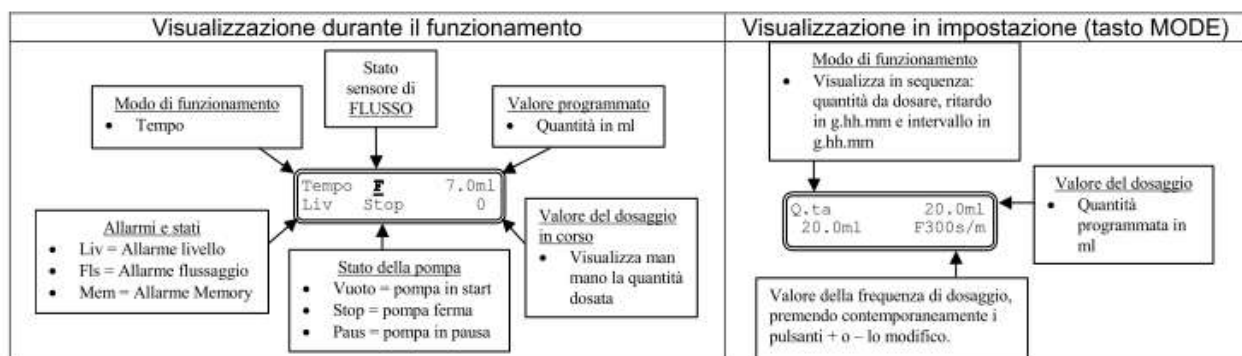 Visualizzazione durante il funzionamento
Modo di funzionamento
• Tempo
Stato
sensore di
FLUSSO
Valore programmato
• Quantità in ml
Tempo F 7.0ml
Liv Stop 0
Allarmi e stati
• Liv = Allarme livello
• Fls = Allarme flussaggio
• Mem = Allarme Memory
Stato della pompa
• Vuoto = pompa in start
• Stop = pompa ferma
• Paus = pompa in pausa
Valore del dosaggio
in corso
• Visualizza man
mano la quantità
dosata
Visualizzazione in impostazione (tasto MODE)
Modo di funzionamento
• Visualizza in sequenza:
quantità da dosare, ritardo
in g.hh.mm e intervallo in
g.hh.mm
Q.ta 20.0ml
20.0ml F300s/m
Valore del dosaggio
• Quantità
programmata in
ml
Valore della frequenza di dosaggio,
premendo contemporaneamente i
pulsanti + o – lo modifico.